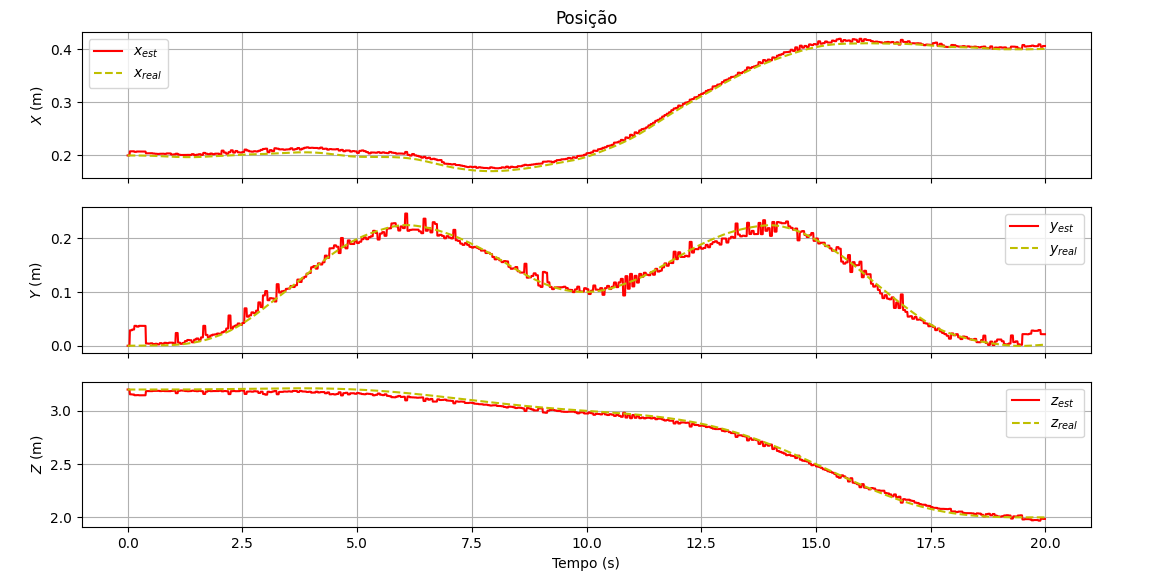 Posição
X (m)
0.4
0.3
0.2
x_est
x_real
Y (m)
0.2
0.1
0.0
y_est
y_real
Z (m)
3.0
2.5
2.0
z_est
z_real
0.0 2.5 5.0 7.5 10.0 12.5 15.0 17.5 20.0
Tempo (s)